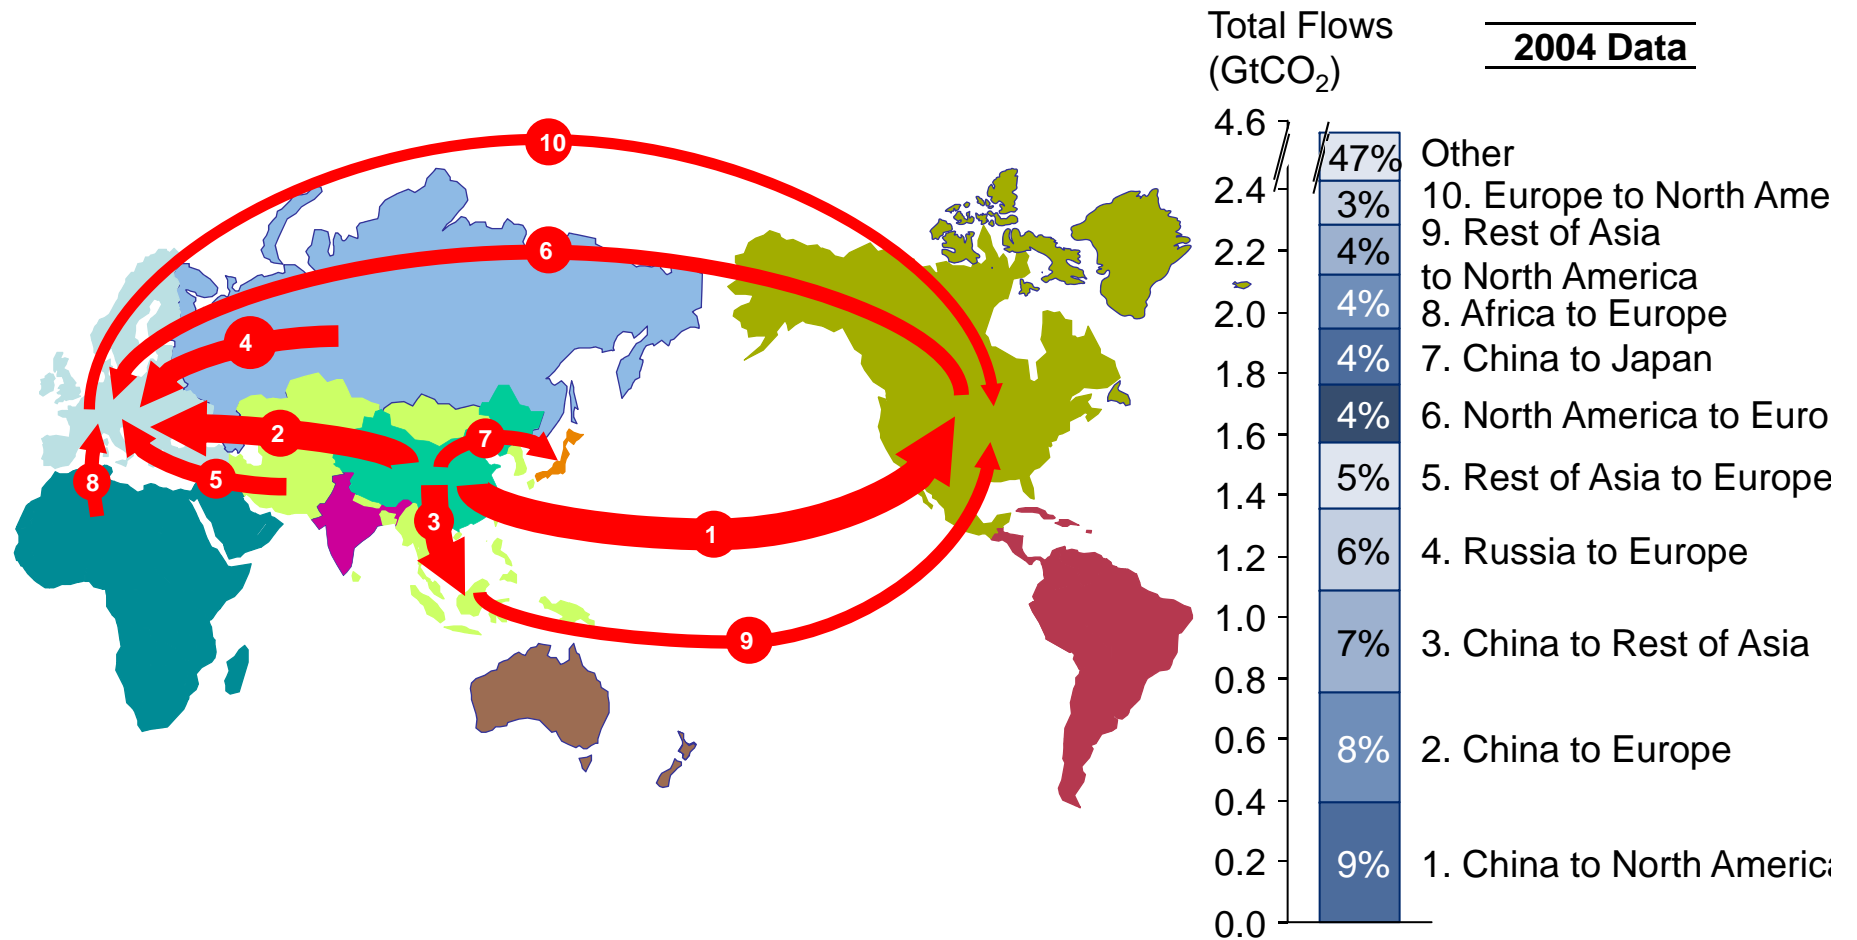 Total Flows
(GtCO₂)
2004 Data
4.6
2.4
2.2
2.0
1.8
1.6
1.4
1.2
1.0
0.8
0.6
0.4
0.2
0.0
47%
3%
4%
4%
4%
4%
5%
6%
7%
8%
9%
Other
10. Europe to North Ame
9. Rest of Asia
to North America
8. Africa to Europe
7. China to Japan
6. North America to Euro
5. Rest of Asia to Europe
4. Russia to Europe
3. China to Rest of Asia
2. China to Europe
1. China to North America
10
6
4
2
7
5
8
3
1
9